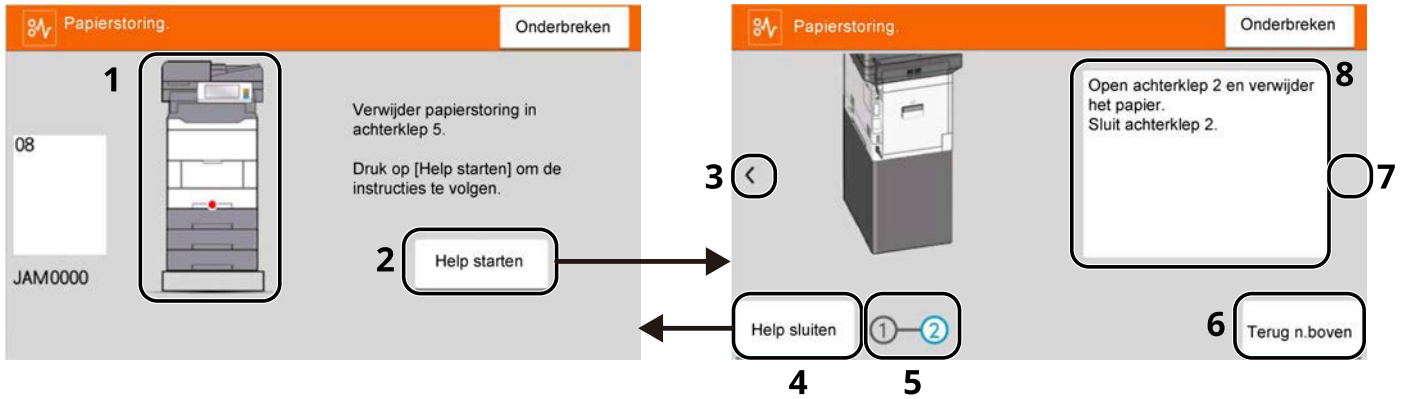 Papierstoring.
Onderbreken
1
08
Verwijder papierstoring in
achterklep 5.
Druk op [Help starten] om de
instructies te volgen.
2
Help starten
JAM0000
Papierstoring.
Onderbreken
8
Open achterklep 2 en verwijder
het papier.
Sluit achterklep 2.
3
7
Help sluiten
1
2
6
Terug n.boven
4
5